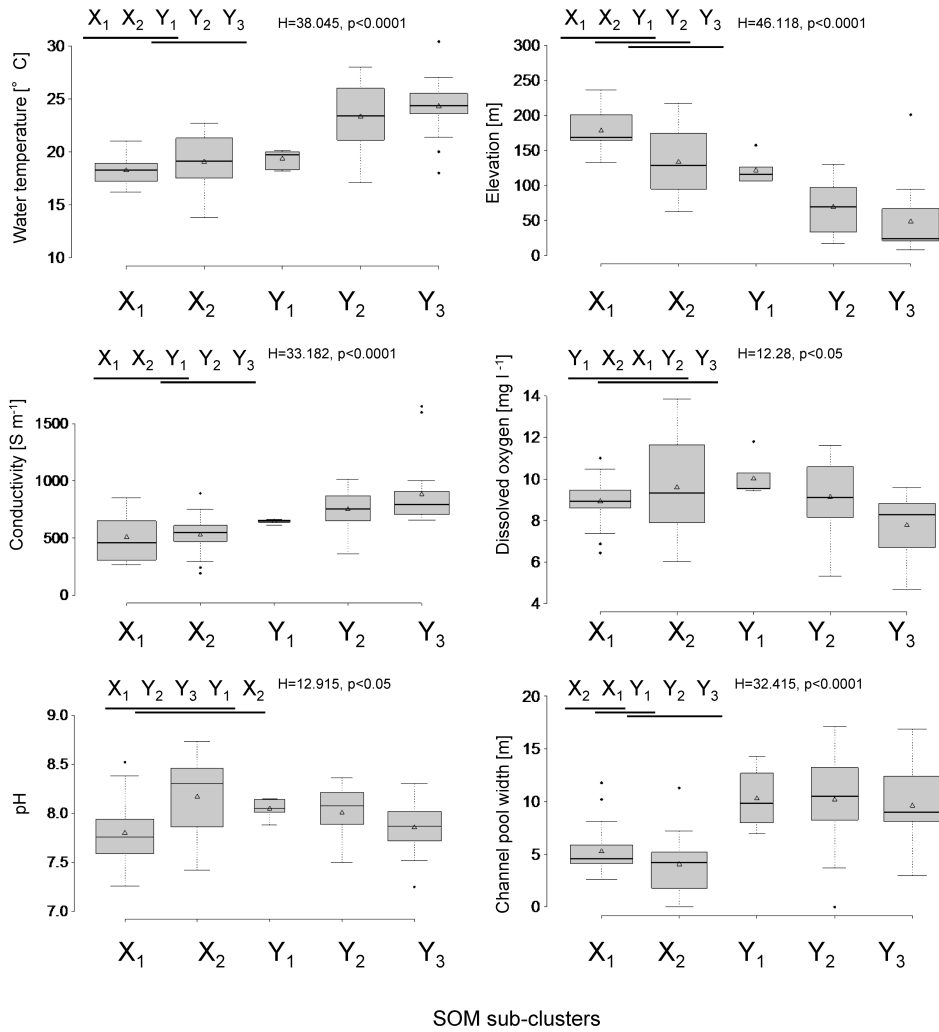 X₁ X₂ Y₁ Y₂ Y₃ H=38.045, p<0.0001
Water temperature [° C]
30
25
20
15
10
X₁ X₂ Y₁ Y₂ Y₃
X₁ X₂ Y₁ Y₂ Y₃ H=46.118, p<0.0001
Elevation [m]
300
250
200
150
100
50
0
X₁ X₂ Y₁ Y₂ Y₃
X₁ X₂ Y₁ Y₂ Y₃ H=33.182, p<0.0001
Conductivity [S m⁻¹]
1500
1000
500
0
X₁ X₂ Y₁ Y₂ Y₃
Y₁ X₂ X₁ Y₂ Y₃ H=12.28, p<0.05
Dissolved oxygen [mg l⁻¹]
14
12
10
8
6
4
X₁ X₂ Y₁ Y₂ Y₃
X₁ Y₂ Y₃ Y₁ X₂ H=12.915, p<0.05
pH
9.0
8.5
8.0
7.5
7.0
X₁ X₂ Y₁ Y₂ Y₃
X₂ X₁ Y₁ Y₂ Y₃ H=32.415, p<0.0001
Channel pool width [m]
20
15
10
5
0
X₁ X₂ Y₁ Y₂ Y₃
SOM sub-clusters